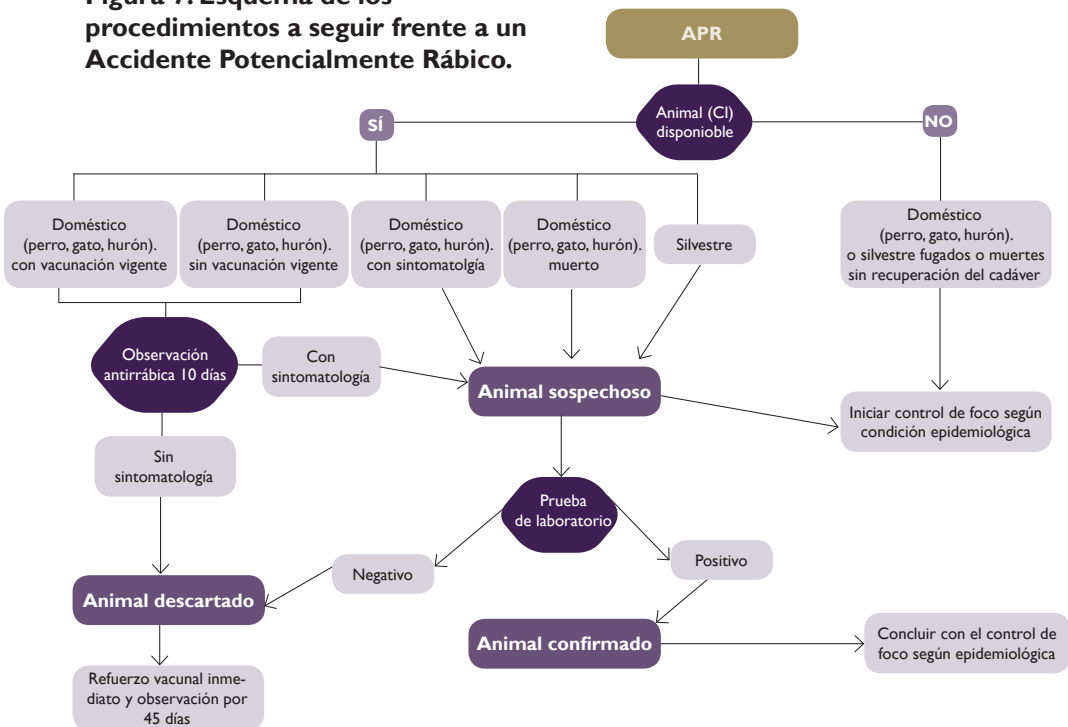 Figura 7. Esquema de los
procedimientos a seguir frente a un
Accidente Potencialmente Rábico.
APR
Animal (CI)
disponioble
SÍ
NO
Doméstico
(perro, gato, hurón).
con vacunación vigente
Doméstico
(perro, gato, hurón).
sin vacunación vigente
Doméstico
(perro, gato, hurón).
con sintomatolgía
Doméstico
(perro, gato, hurón).
muerto
Silvestre
Doméstico
(perro, gato, hurón).
o silvestre fugados o muertes
sin recuperación del cadáver
Observación
antirrábica 10 días
Con
sintomatología
Animal sospechoso
Iniciar control de foco según
condición epidemiológica
Sin
sintomatología
Prueba
de laboratorio
Negativo
Positivo
Animal descartado
Animal confirmado
Concluir con el control de
foco según epidemiológica
Refuerzo vacunal inme-
diato y observación por
45 días